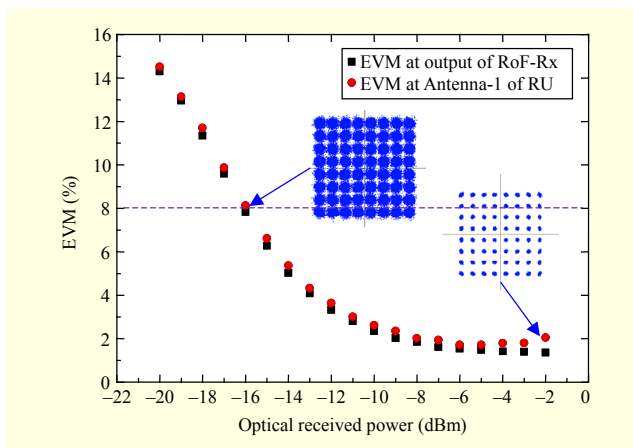 16
14
12
10
8
6
4
2
0
EVM (%)
EVM at output of RoF-Rx
EVM at Antenna-1 of RU
−22 −20 −18 −16 −14 −12 −10 −8 −6 −4 −2 0
Optical received power (dBm)